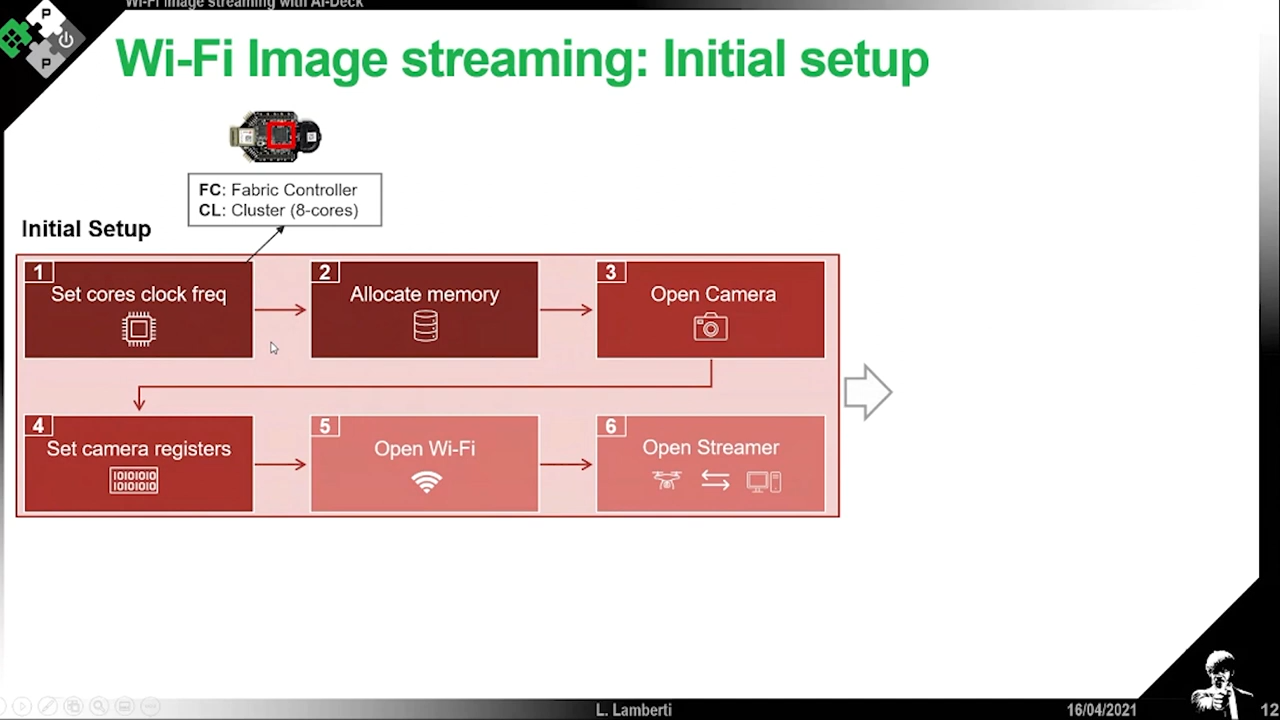 Wi-Fi Image streaming with AI-Deck
P
P
Wi-Fi Image streaming: Initial setup
FC: Fabric Controller
CL: Cluster (8-cores)
Initial Setup
1
Set cores clock freq
2
Allocate memory
3
Open Camera
4
Set camera registers
IOIOIOIO
OIOIOIO
5
Open Wi-Fi
6
Open Streamer
L. Lamberti
16/04/2021
12